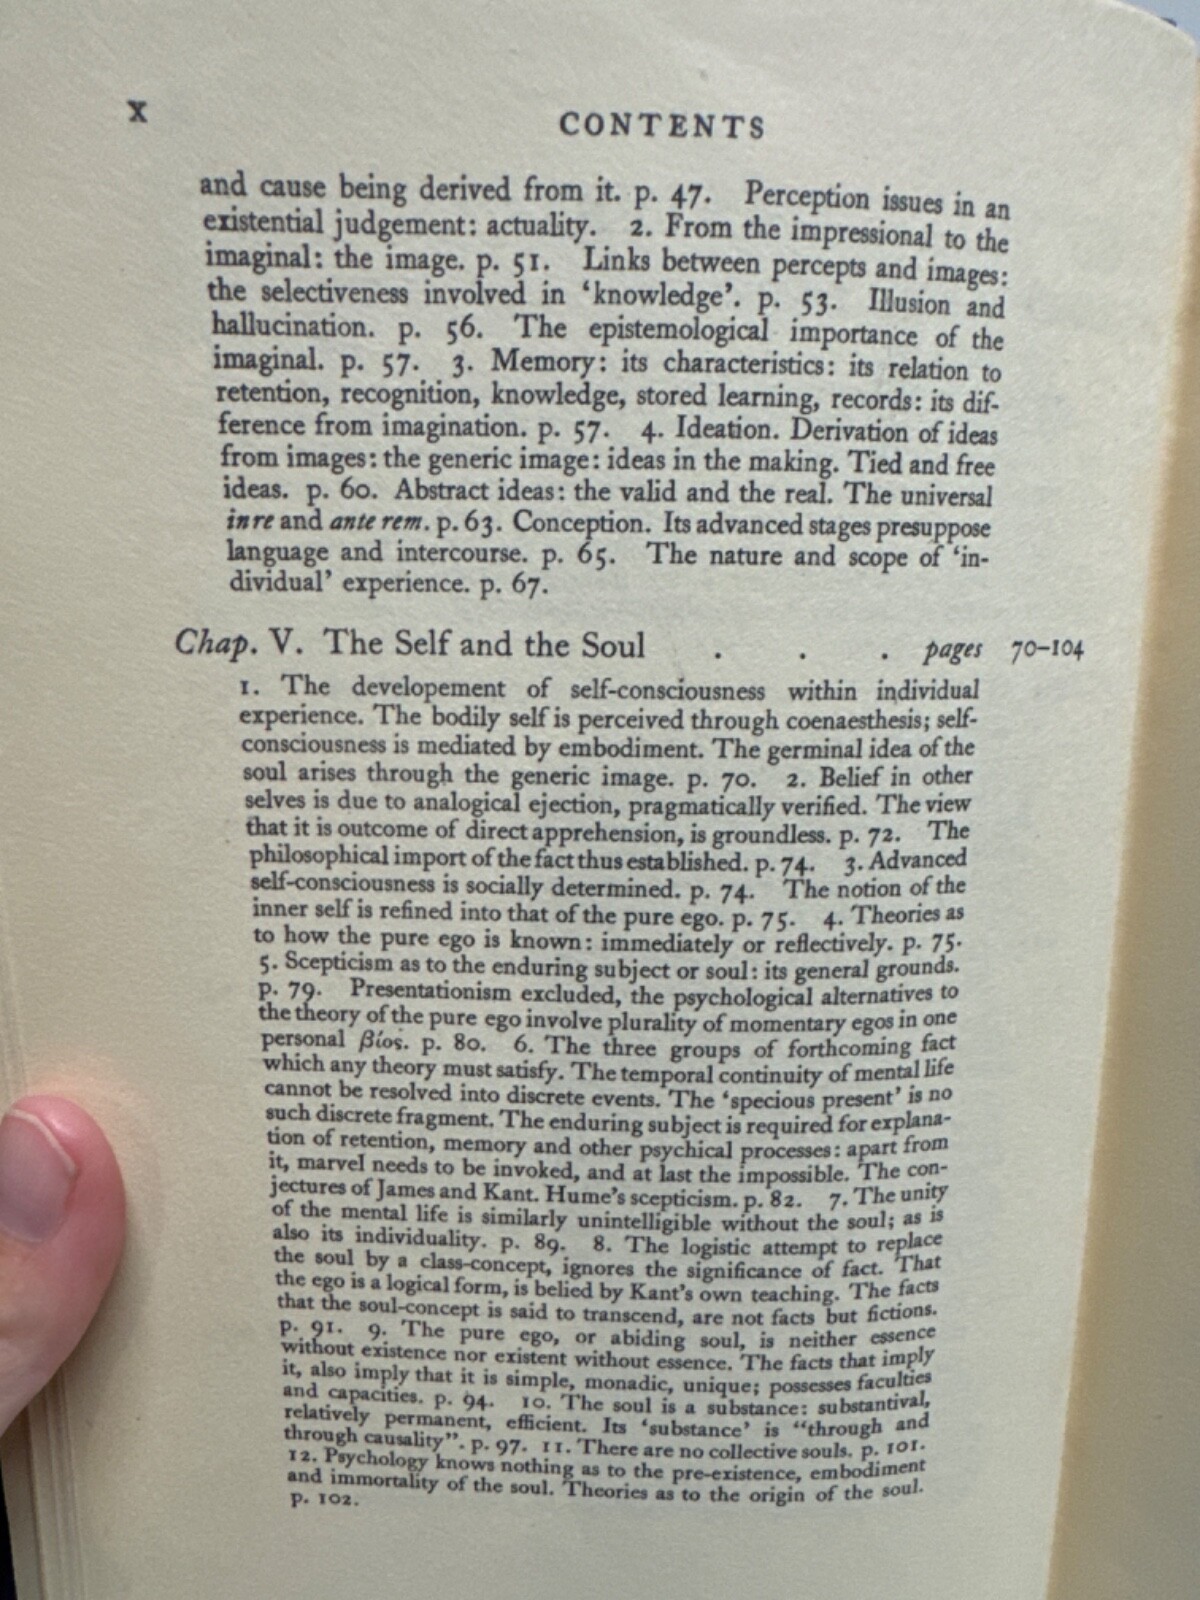 x
CONTENTS
and cause being derived from it. p. 47. Perception issues in an
existential judgement: actuality. 2. From the impressional to the
imaginal: the image. p. 51. Links between percepts and images:
the selectiveness involved in ‘knowledge’. p. 53. Illusion and
hallucination. p. 56. The epistemological importance of the
imaginal. p. 57. 3. Memory: its characteristics: its relation to
retention, recognition, knowledge, stored learning, records: its dif-
ference from imagination. p. 57. 4. Ideation. Derivation of ideas
from images: the generic image: ideas in the making. Tied and free
ideas. p. 60. Abstract ideas: the valid and the real. The universal
in re and ante rem. p. 63. Conception. Its advanced stages presuppose
language and intercourse. p. 65. The nature and scope of ‘in-
dividual’ experience. p. 67.
Chap. V. The Self and the Soul . . . pages 70–104
1. The developement of self-consciousness within individual
experience. The bodily self is perceived through coenaesthesis; self-
consciousness is mediated by embodiment. The germinal idea of the
soul arises through the generic image. p. 70. 2. Belief in other
selves is due to analogical ejection, pragmatically verified. The view
that it is outcome of direct apprehension, is groundless. p. 72. The
philosophical import of the fact thus established. p. 74. 3. Advanced
self-consciousness is socially determined. p. 74. The notion of the
inner self is refined into that of the pure ego. p. 75. 4. Theories as
to how the pure ego is known: immediately or reflectively. p. 75.
5. Scepticism as to the enduring subject or soul: its general grounds.
p. 79. Presentationism excluded, the psychological alternatives to
the theory of the pure ego involve plurality of momentary egos in one
personal βίος. p. 80. 6. The three groups of forthcoming fact
which any theory must satisfy. The temporal continuity of mental life
cannot be resolved into discrete events. The ‘specious present’ is no
such discrete fragment. The enduring subject is required for explana-
tion of retention, memory and other psychical processes: apart from
it, marvel needs to be invoked, and at last the impossible. The con-
jectures of James and Kant. Hume’s scepticism. p. 82. 7. The unity
of the mental life is similarly unintelligible without the soul; as is
also its individuality. p. 89. 8. The logistic attempt to replace
the soul by a class-concept, ignores the significance of fact. That
the ego is a logical form, is belied by Kant’s own teaching. The facts
that the soul-concept is said to transcend, are not facts but fictions.
p. 91. 9. The pure ego, or abiding soul, is neither essence
without existence nor existent without essence. The facts that imply
it, also imply that it is simple, monadic, unique; possesses faculties
and capacities. p. 94. 10. The soul is a substance: substantival,
relatively permanent, efficient. Its ‘substance’ is “through and
through causality”. p. 97. 11. There are no collective souls. p. 101.
12. Psychology knows nothing as to the pre-existence, embodiment
and immortality of the soul. Theories as to the origin of the soul.
p. 102.